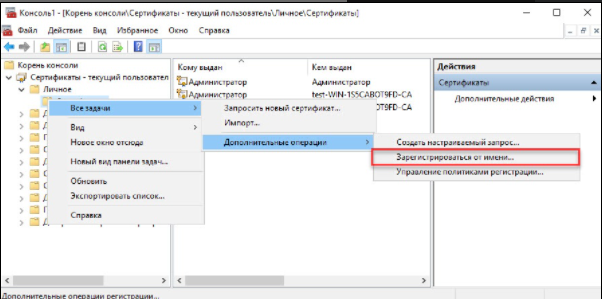 Консоль1 - [Корень консоли\Сертификаты - текущий пользователь\Личное\Сертификаты]
Файл Действие Вид Избранное Окно Справка
Корень консоли
Сертификаты - текущий пользовател
Личное
Кому выдан Кем выдан
Администратор Администратор
Администратор test-WIN-1S5CABOT9FD-CA
OT9FD-CA
Действия
Сертификаты
Дополнительные действия
Все задачи
Вид
Новое окно отсюда
Новый вид панели задач...
Обновить
Экспортировать список...
Справка
Запросить новый сертификат...
Импорт...
Дополнительные операции
Создать настраиваемый запрос...
Зарегистрироваться от имени...
Управление политиками регистрации...
Дополнительные операции регистрации...